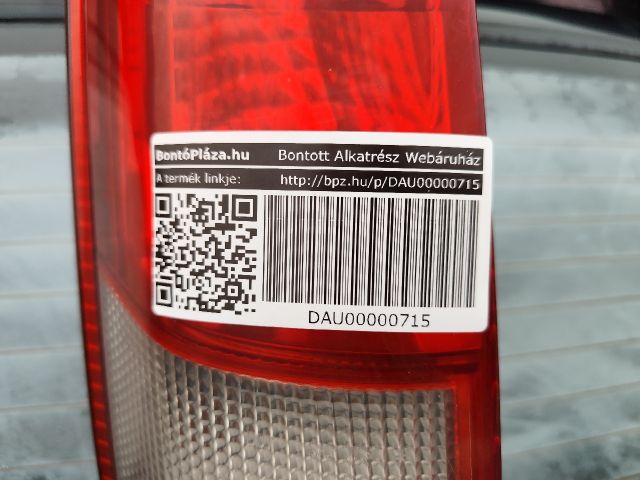 BontóPláza.hu Bontott Alkatrész Webáruház
A termék linkje: http://bpz.hu/p/DAU00000715
DAU00000715